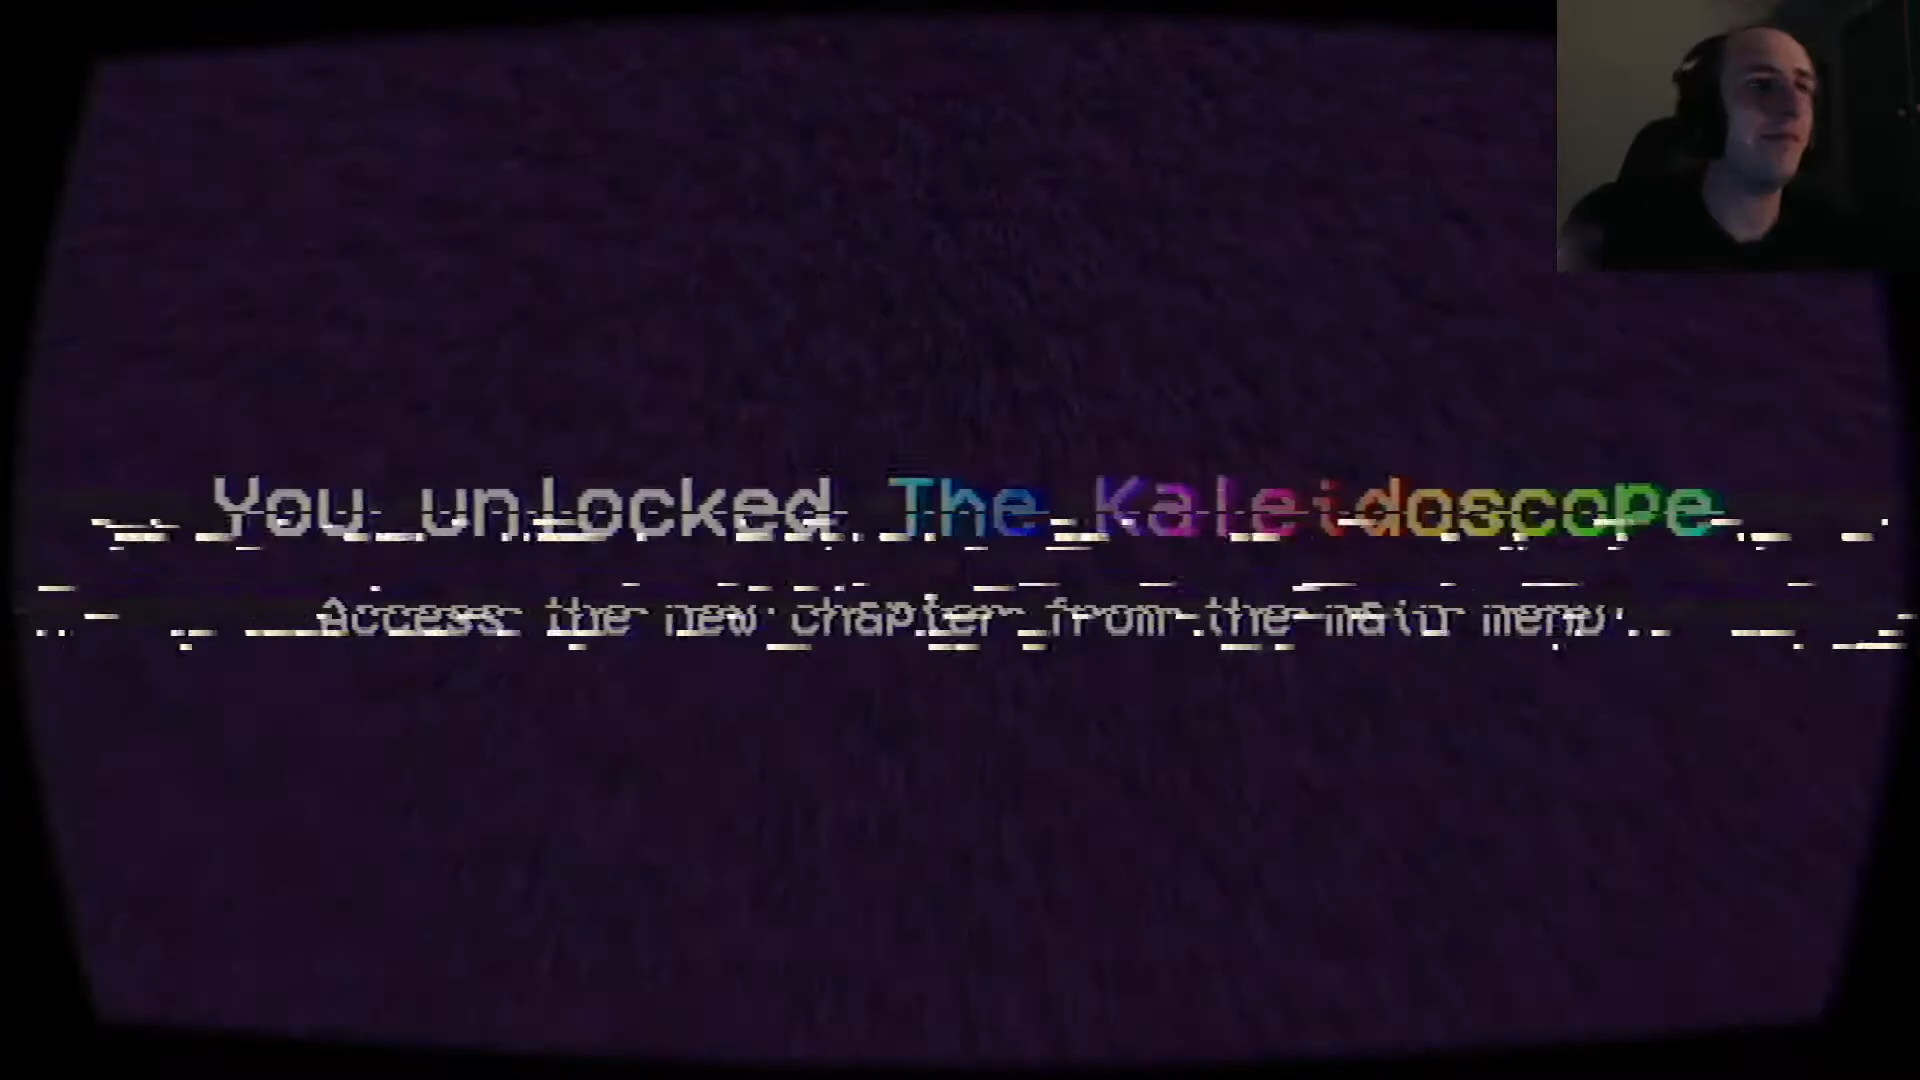 You unlocked The Kaleidoscope
Access the new chapter from the main menu.